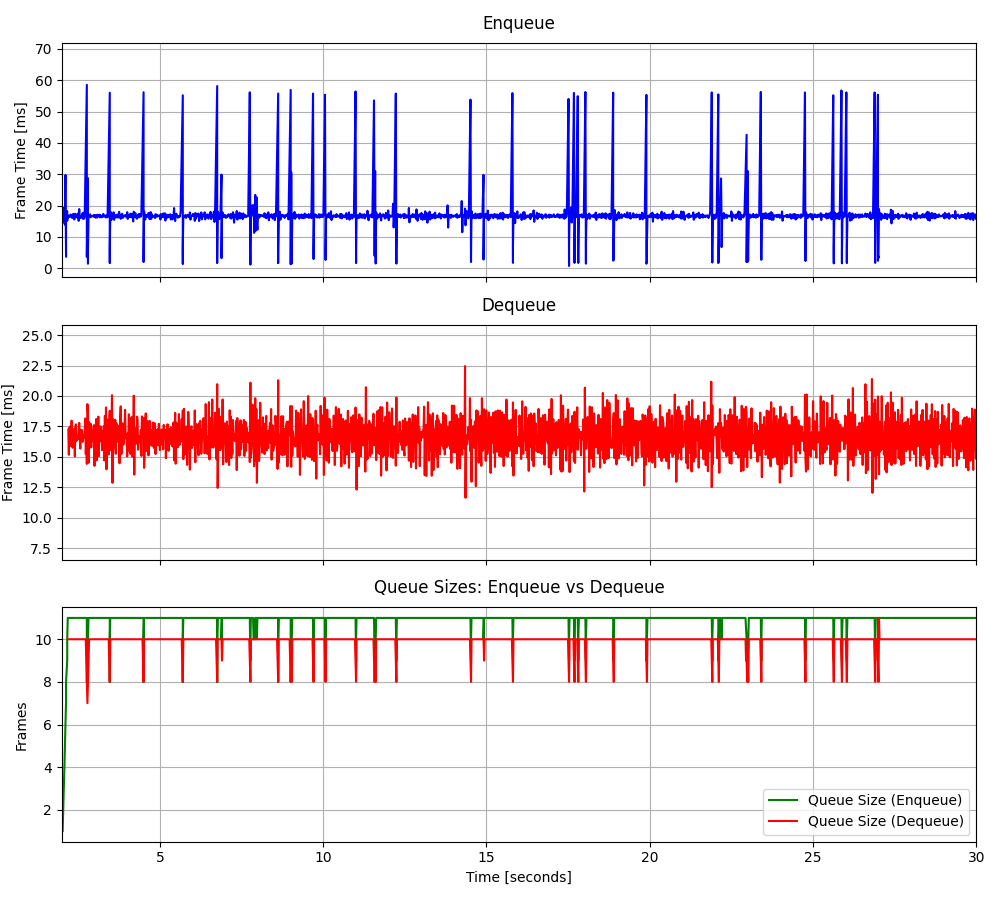 Enqueue
Frame Time [ms]
70
60
50
40
30
20
10
0
Dequeue
Frame Time [ms]
25.0
22.5
20.0
17.5
15.0
12.5
10.0
7.5
Queue Sizes: Enqueue vs Dequeue
Frames
10
8
6
4
2
Queue Size (Enqueue)
Queue Size (Dequeue)
5 10 15 20 25 30
Time [seconds]